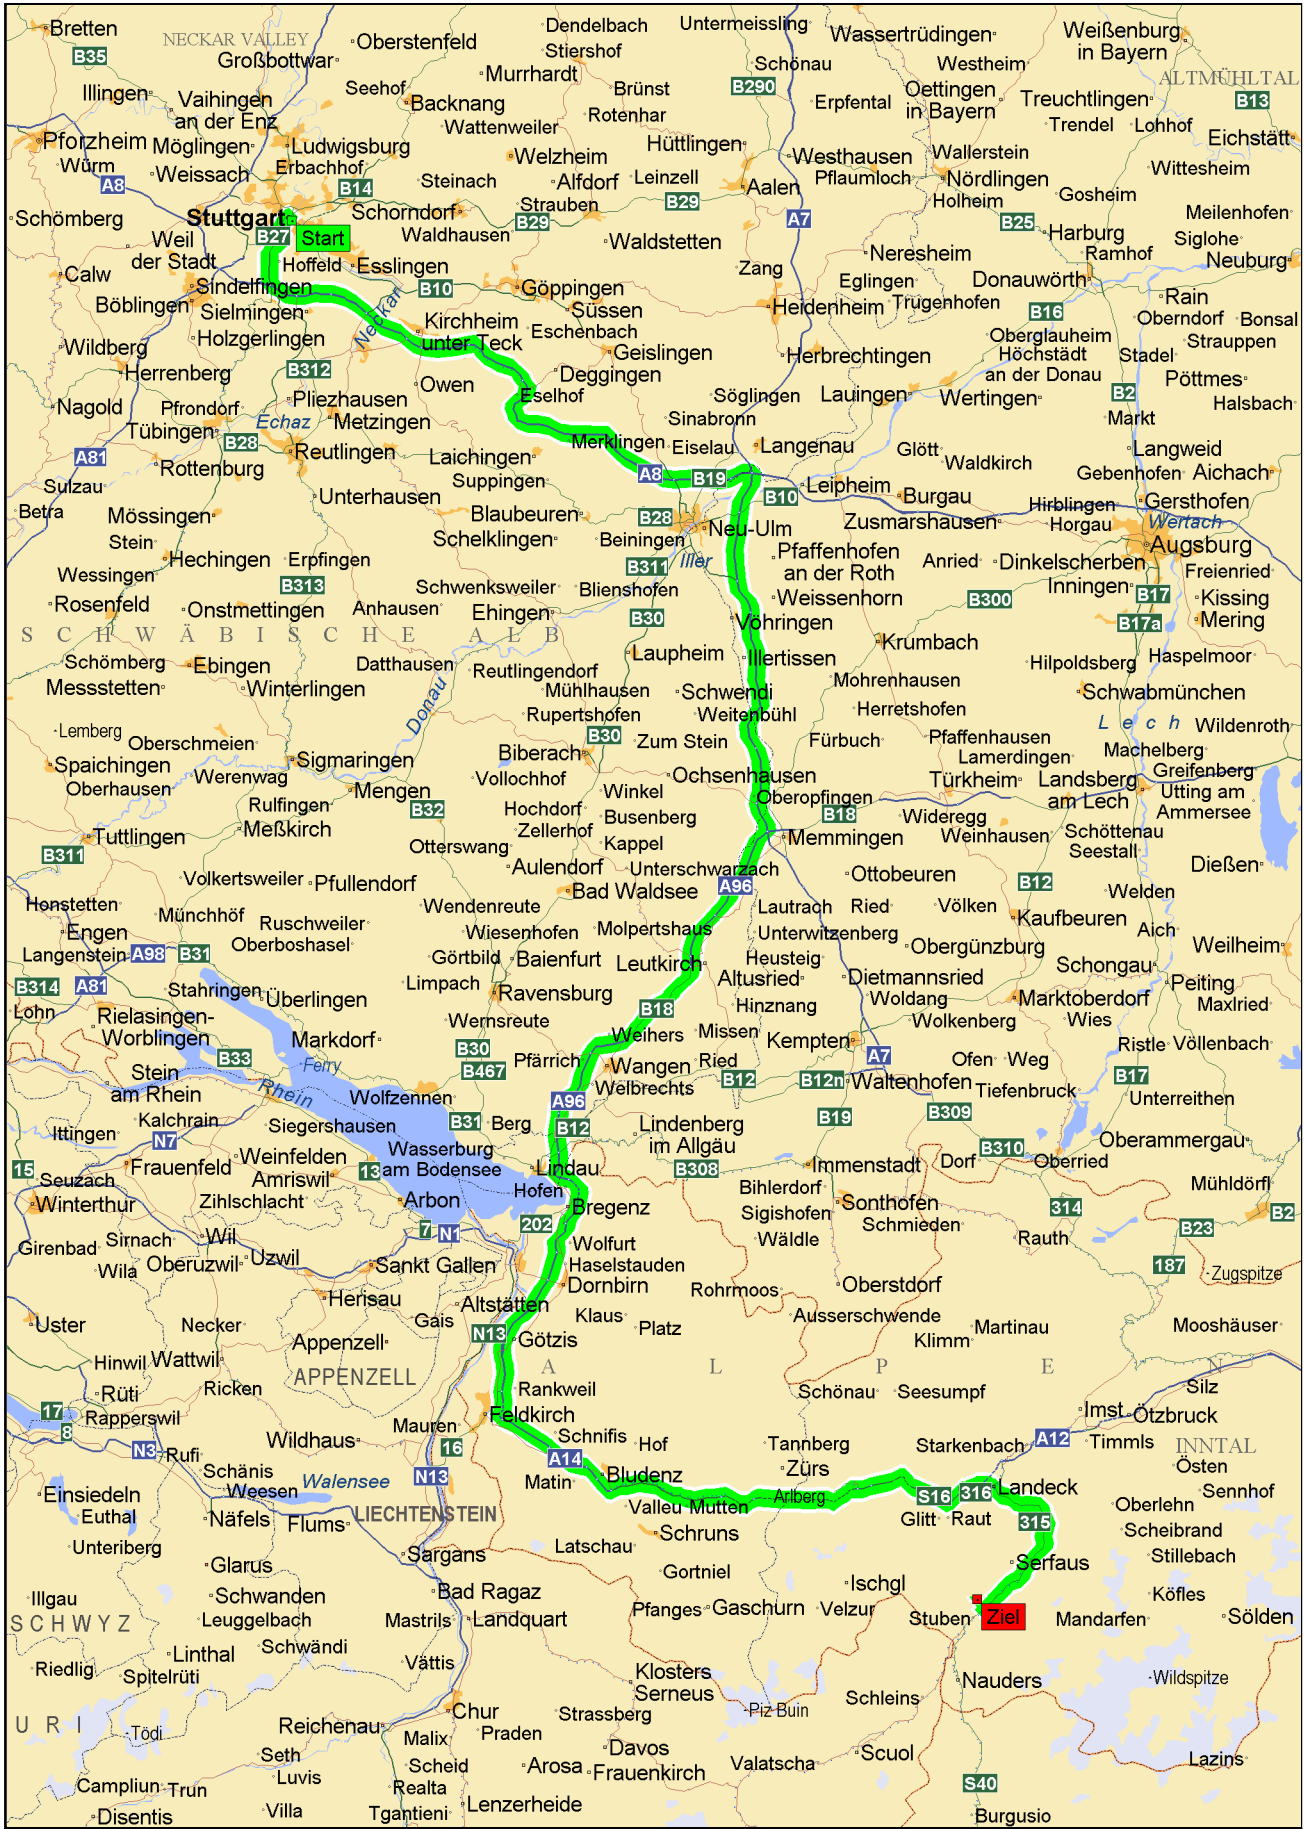 Bretten
NECKAR VALLEY
Oberstenfeld
Dendelbach
Untermeissling
Wassertrüdingen
Weißenburg
in Bayern
B35
Großbottwar
Stiershof
Schönau
Westheim
ALTMÜHLTAL
Murrhardt
Illingen
Vaihingen
an der Enz
Seehof
Backnang
Brünst
B290
Erpfental
Oettingen
in Bayern
Treuchtlingen
B13
Wattenweiler
Rotenhar
Trendel
Lohhof
Eichstätt
Pforzheim
Möglingen
Ludwigsburg
Hüttlingen
Westhausen
Wallerstein
Würm
Weissach
Erbachhof
Welzheim
Pflaumloch
Wittesheim
A8
B14
Steinach
Alfdorf
Leinzell
Aalen
Nördlingen
Gosheim
Schömberg
Stuttgart
Schorndorf
Strauben
B29
B29
A7
Holheim
B25
Meilenhofen
B27
Start
Waldhausen
Waldstetten
Harburg
Siglohe
Weil
der Stadt
Hoffeld
Esslingen
Zang
Neresheim
Ramhof
Neuburg
Calw
Sindelfingen
B10
Göppingen
Eglingen
Donauwörth
Böblingen
Sielmingen
Neckar
Süssen
Heidenheim
Trugenhofen
B16
Rain
Kirchheim
unter Teck
Eschenbach
Oberndorf
Bonsal
Wildberg
Holzgerlingen
Geislingen
Herbrechtingen
Oberglauheim
Höchstädt
an der Donau
Strauppen
Stadel
Herrenberg
B312
Owen
Deggingen
Pöttmes
Eselhof
Söglingen
Lauingen
Wertingen
B2
Halsbach
Nagold
Pfrondorf
Pliezhausen
Echaz
Metzingen
Sinabronn
Markt
Tübingen
B28
Merklingen
Eiselau
Langenau
Glött
Langweid
A81
Rottenburg
Reutlingen
Laichingen
Waldkirch
Gebenhofen
Aichach
Sulzau
Unterhausen
Suppingen
A8
B19
B10
Leipheim
Burgau
Hirblingen
Gersthofen
Betra
Mössingen
Blaubeuren
B28
Neu-Ulm
Zusmarshausen
Horgau
Wertach
Stein
Schelklingen
Beiningen
Augsburg
Hechingen
Erpfingen
B311
Iller
Pfaffenhofen
an der Roth
Anried
Dinkelscherben
Freienried
Wessingen
B313
Schwenksweiler
Blienshofen
Inningen
B17
Kissing
Rosenfeld
Onstmettingen
Anhausen
Ehingen
B30
Weissenhorn
B300
B17a
Mering
SCHWÄBISCHE ALB
Vöhringen
Schömberg
Ebingen
Datthausen
Laupheim
Illertissen
Krumbach
Hilpoldsberg
Haspelmoor
Messstetten
Winterlingen
Reutlingendorf
Mohrenhausen
Mühlhausen
Schwendi
Schwabmünchen
Donau
Rupertshofen
Weitenbühl
Herretshofen
Lech
Wildenroth
Lemberg
Oberschmeien
B30
Zum Stein
Fürbuch
Pfaffenhausen
Machelberg
Spaichingen
Sigmaringen
Biberach
Lamerdingen
Greifenberg
Oberhausen
Werenwag
Vollochhof
Ochsenhausen
Türkheim
Landsberg
am Lech
Utting am
Ammersee
Mengen
Winkel
Oberopfingen
Rulfingen
B32
Hochdorf
B18
Wideregg
Tuttlingen
Meßkirch
Zellerhof
Busenberg
Memmingen
Weinhausen
Schöttenau
B311
Otterswang
Kappel
Seestall
Aulendorf
Unterschwarzach
Dießen
Volkertsweiler
Pfullendorf
Bad Waldsee
A96
Ottobeuren
B12
Welden
Honstetten
Münchhöf
Wendenreute
Lautrach
Ried
Völken
Kaufbeuren
Engen
Ruschweiler
Wiesenhofen
Molpertshaus
Unterwitzenberg
Aich
Langenstein
A98
B31
Oberboshasel
Görtbild
Baienfurt
Leutkirch
Heusteig
Obergünzburg
Weilheim
B314
A81
Stahringen
Überlingen
Limpach
Altusried
Dietmannsried
Schongau
Peiting
Lohn
Ravensburg
B18
Hinznang
Woldang
Marktoberdorf
Maxlried
Rielasingen-
Worblingen
Markdorf
Wernsreute
Weihers
Missen
Kempten
Wolkenberg
Wies
B33
B30
Ristle
Völlenbach
Ferry
B467
Pfärrich
Wangen
Ried
A7
Ofen
Weg
Stein
am Rhein
Rhein
Wolfzennen
Welbrechts
B12
B12n
Waltenhofen
Tiefenbruck
B17
Unterreithen
Kalchrain
A96
B19
B309
Ittingen
N7
Siegershausen
B31
Berg
B12
Lindenberg
im Allgäu
Oberammergau
Frauenfeld
Weinfelden
Wasserburg
am Bodensee
B310
15
Seuzach
Amriswil
13
Lindau
B308
Immenstadt
Dorf
Oberried
Winterthur
Zihlschlacht
Arbon
Hofen
Bihlerdorf
Sonthofen
Mühldörfl
Bregenz
Sigishofen
Schmieden
314
B2
Girenbad
Sirnach
Wil
7
N1
202
Wäldle
Rauth
B23
Wolfurt
Wila
Oberuzwil
Uzwil
Sankt Gallen
Haselstauden
187
Zugspitze
Dornbirn
Rohrmoos
Oberstdorf
Herisau
Altstätten
Uster
Necker
Gais
Klaus
Platz
Ausserschwende
Martinau
Mooshäuser
Appenzell
N13
Götzis
Klimm
Hinwil
Wattwil
APPENZELL
ALPEN
Rüti
Ricken
Rankweil
Schönau
Seesumpf
Silz
17
Rapperswil
Mauren
Feldkirch
Imst
Ötzbruck
8
N3
Rufi
Wildhaus
16
Schnifis
Hof
Tannberg
Starkenbach
A12
Timmls
INNTAL
Schänis
Walensee
N13
A14
Bludenz
Zürs
Östen
Einsiedeln
Weesen
Matin
Landeck
Sennhof
Euthal
Näfels
Flums
LIECHTENSTEIN
Valleu Mutten
Arlberg
S16
316
Oberlehn
Schruns
Glitt
Raut
315
Scheibrand
Unteriberg
Sargans
Latschau
Serfaus
Stillebach
Glarus
Gortniel
Illgau
Schwanden
Bad Ragaz
Ischgl
Köfles
SCHWYZ
Leuggelbach
Mastrils
Landquart
Pfanges
Gaschurn
Velzur
Stuben
Ziel
Mandarfen
Sölden
Linthal
Schwändi
Riedlig
Spitelrüti
Vättis
Klosters
Serneus
Nauders
Wildspitze
URI
Tödi
Reichenau
Chur
Strassberg
Piz Buin
Schleins
Malix
Praden
Seth
Scheid
Arosa
Davos
Frauenkirch
Valatscha
Scuol
Lazins
Campliun
Trun
Luvis
Realta
S40
Disentis
Villa
Tgantieni
Lenzerheide
Burgusio